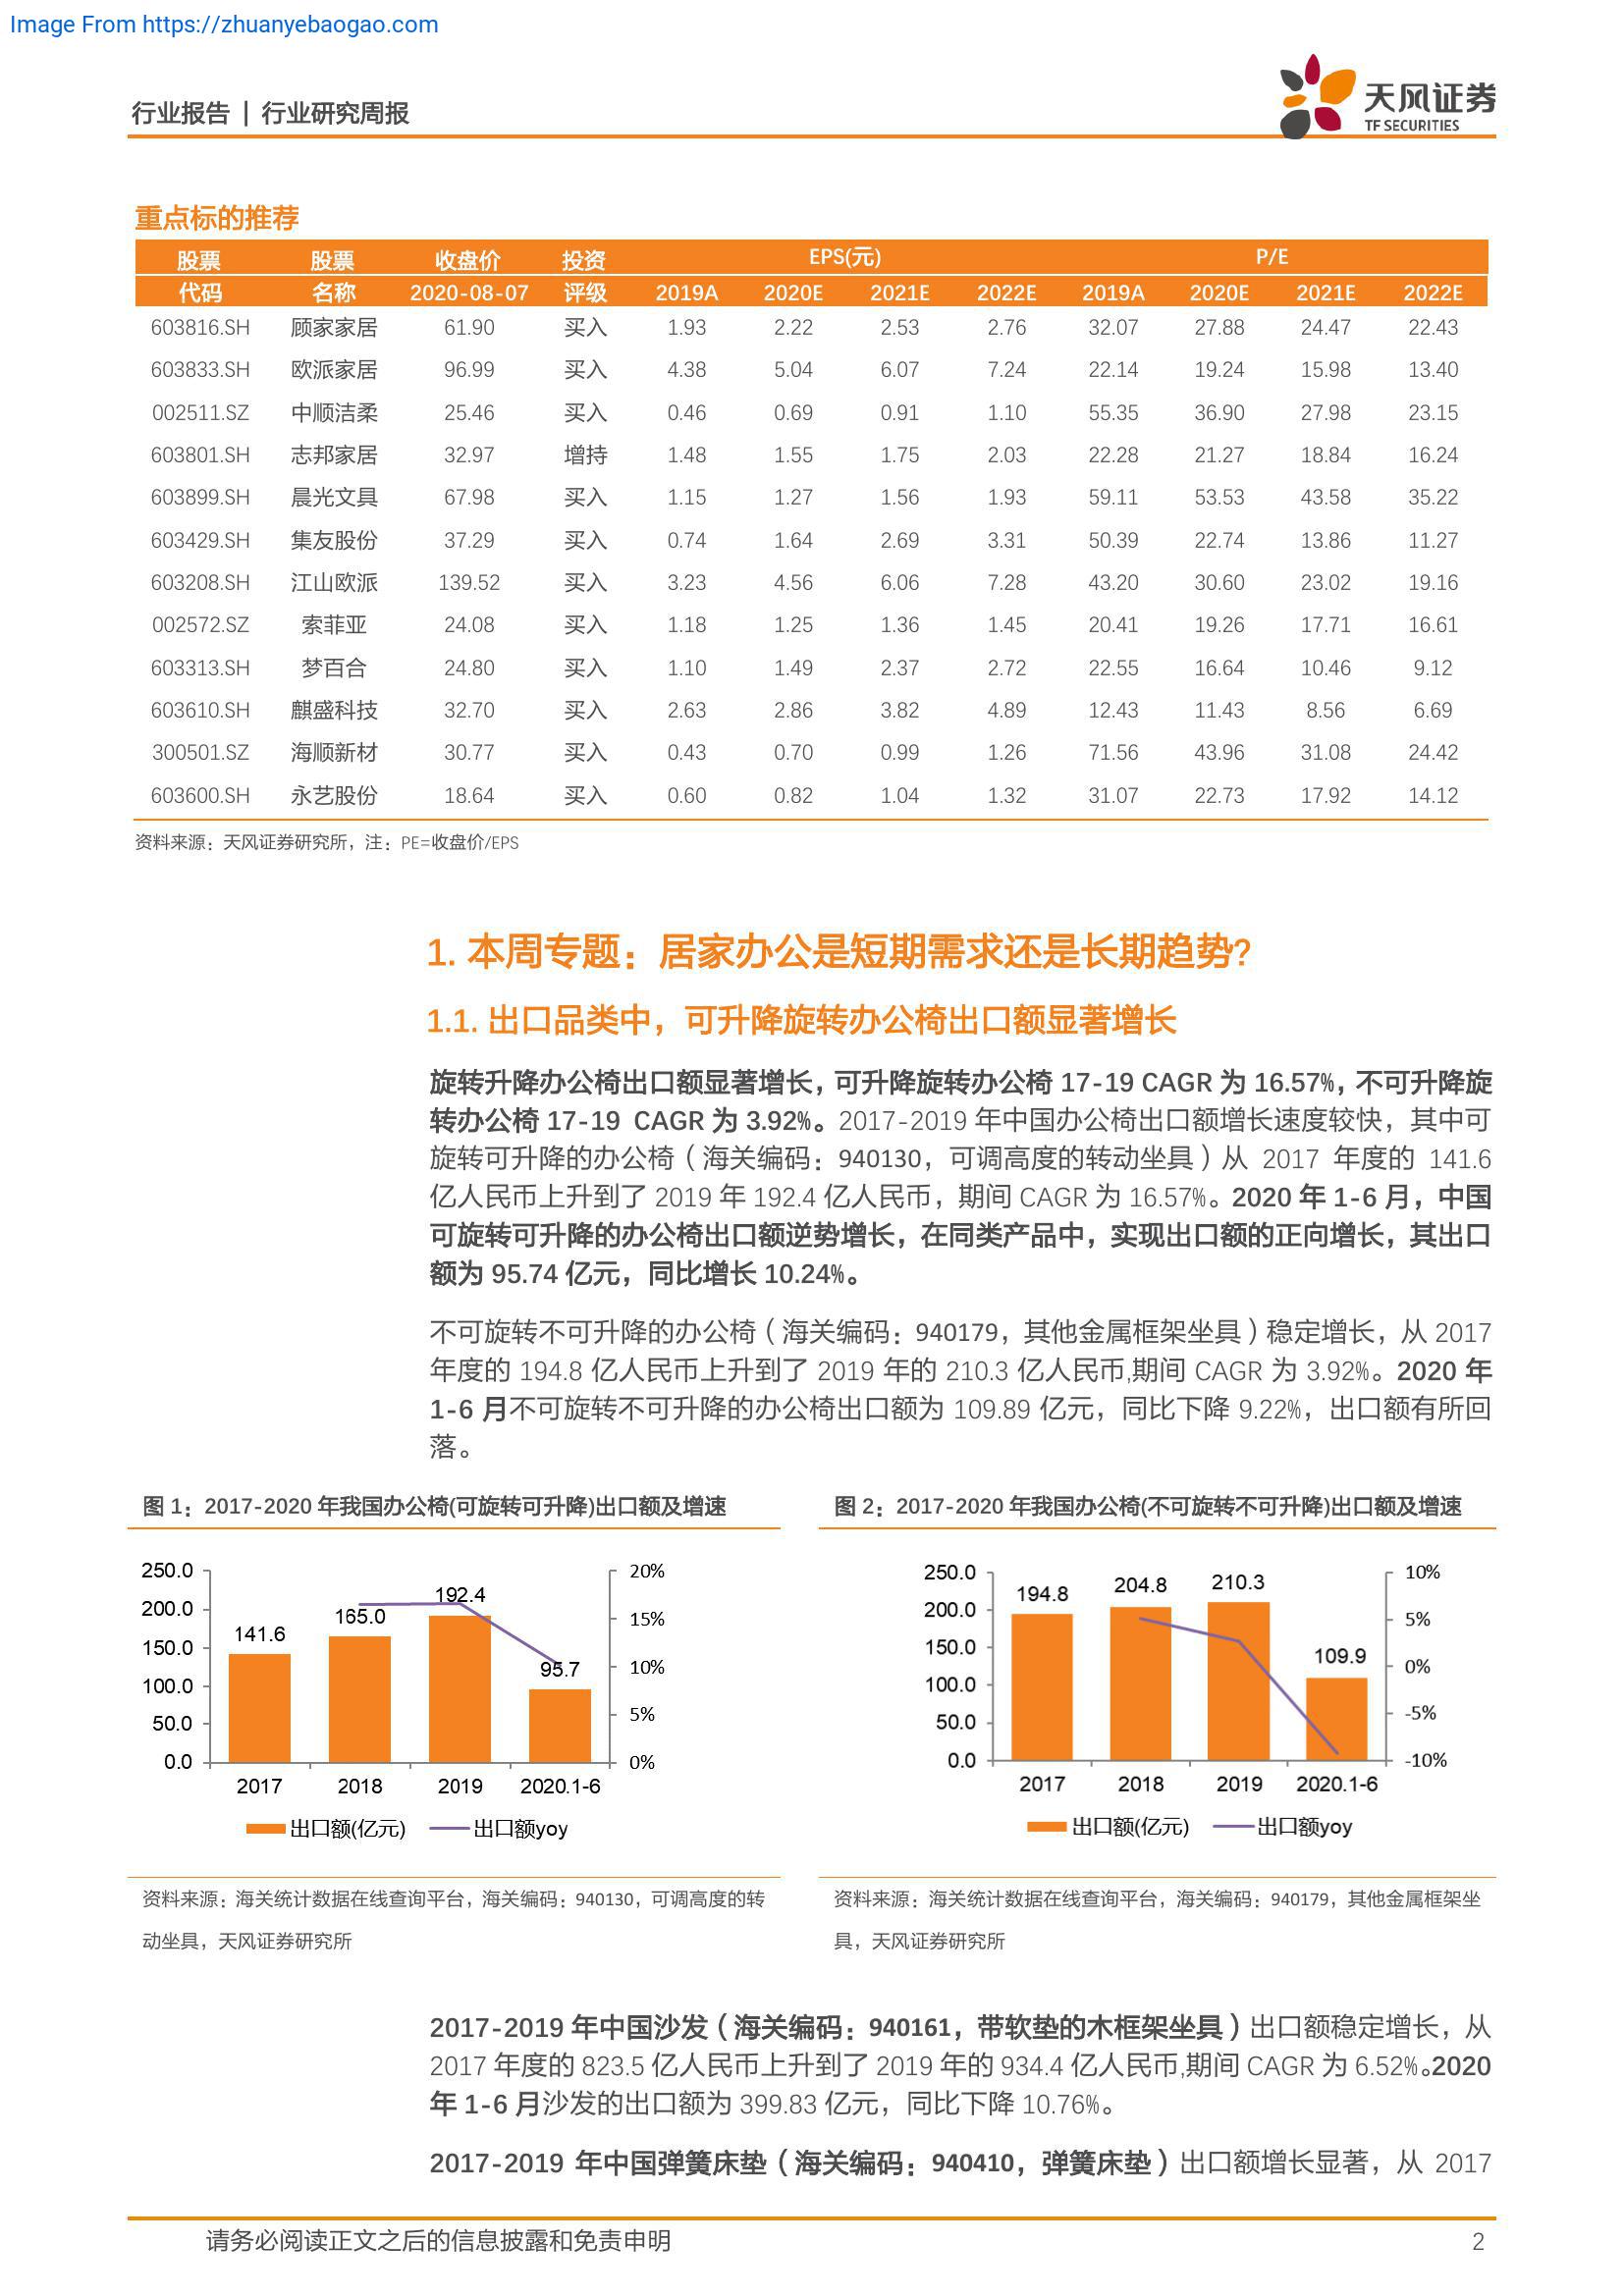 Image From https://zhuanyebaogao.com
行业报告 | 行业研究周报
天风证券
TF SECURITIES
重点标的推荐
股票 股票 收盘价 投资 EPS(元) P/E
代码 名称 2020-08-07 评级 2019A 2020E 2021E 2022E 2019A 2020E 2021E 2022E
603816.SH 顾家家居 61.90 买入 1.93 2.22 2.53 2.76 32.07 27.88 24.47 22.43
603833.SH 欧派家居 96.99 买入 4.38 5.04 6.07 7.24 22.14 19.24 15.98 13.40
002511.SZ 中顺洁柔 25.46 买入 0.46 0.69 0.91 1.10 55.35 36.90 27.98 23.15
603801.SH 志邦家居 32.97 增持 1.48 1.55 1.75 2.03 22.28 21.27 18.84 16.24
603899.SH 晨光文具 67.98 买入 1.15 1.27 1.56 1.93 59.11 53.53 43.58 35.22
603429.SH 集友股份 37.29 买入 0.74 1.64 2.69 3.31 50.39 22.74 13.86 11.27
603208.SH 江山欧派 139.52 买入 3.23 4.56 6.06 7.28 43.20 30.60 23.02 19.16
002572.SZ 索菲亚 24.08 买入 1.18 1.25 1.36 1.45 20.41 19.26 17.71 16.61
603313.SH 梦百合 24.80 买入 1.10 1.49 2.37 2.72 22.55 16.64 10.46 9.12
603610.SH 麒盛科技 32.70 买入 2.63 2.86 3.82 4.89 12.43 11.43 8.56 6.69
300501.SZ 海顺新材 30.77 买入 0.43 0.70 0.99 1.26 71.56 43.96 31.08 24.42
603600.SH 永艺股份 18.64 买入 0.60 0.82 1.04 1.32 31.07 22.73 17.92 14.12
资料来源：天风证券研究所，注：PE=收盘价/EPS
1. 本周专题：居家办公是短期需求还是长期趋势?
1.1. 出口品类中，可升降旋转办公椅出口额显著增长
旋转升降办公椅出口额显著增长，可升降旋转办公椅 17-19 CAGR 为 16.57%，不可升降旋
转办公椅 17-19 CAGR 为 3.92%。2017-2019 年中国办公椅出口额增长速度较快，其中可
旋转可升降的办公椅（海关编码：940130，可调高度的转动坐具）从 2017 年度的 141.6
亿人民币上升到了 2019 年 192.4 亿人民币，期间 CAGR 为 16.57%。2020 年 1-6 月，中国
可旋转可升降的办公椅出口额逆势增长，在同类产品中，实现出口额的正向增长，其出口
额为 95.74 亿元，同比增长 10.24%。
不可旋转不可升降的办公椅（海关编码：940179，其他金属框架坐具）稳定增长，从 2017
年度的 194.8 亿人民币上升到了 2019 年的 210.3 亿人民币,期间 CAGR 为 3.92%。2020 年
1-6 月不可旋转不可升降的办公椅出口额为 109.89 亿元，同比下降 9.22%，出口额有所回
落。
图 1：2017-2020 年我国办公椅(可旋转可升降)出口额及增速
250.0
200.0
150.0
100.0
50.0
0.0
141.6
165.0
192.4
95.7
20%
15%
10%
5%
0%
2017 2018 2019 2020.1-6
出口额(亿元) 出口额yoy
资料来源：海关统计数据在线查询平台，海关编码：940130，可调高度的转
动坐具，天风证券研究所
图 2：2017-2020 年我国办公椅(不可旋转不可升降)出口额及增速
250.0
200.0
150.0
100.0
50.0
0.0
194.8
204.8
210.3
109.9
10%
5%
0%
-5%
-10%
2017 2018 2019 2020.1-6
出口额(亿元) 出口额yoy
资料来源：海关统计数据在线查询平台，海关编码：940179，其他金属框架坐
具，天风证券研究所
2017-2019 年中国沙发（海关编码：940161，带软垫的木框架坐具）出口额稳定增长，从
2017 年度的 823.5 亿人民币上升到了 2019 年的 934.4 亿人民币,期间 CAGR 为 6.52%。2020
年 1-6 月沙发的出口额为 399.83 亿元，同比下降 10.76%。
2017-2019 年中国弹簧床垫（海关编码：940410，弹簧床垫）出口额增长显著，从 2017
请务必阅读正文之后的信息披露和免责申明 2